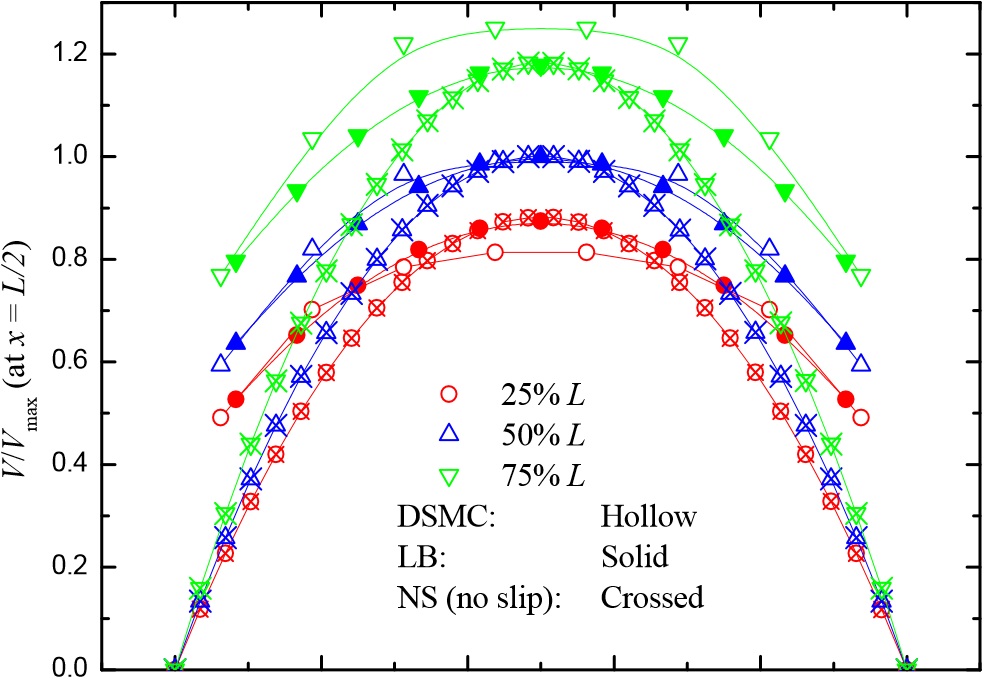 1.2
1.0
0.8
0.6
0.4
0.2
0.0
V/Vmax (at x = L/2)
25% L
50% L
75% L
DSMC: Hollow
LB: Solid
NS (no slip): Crossed